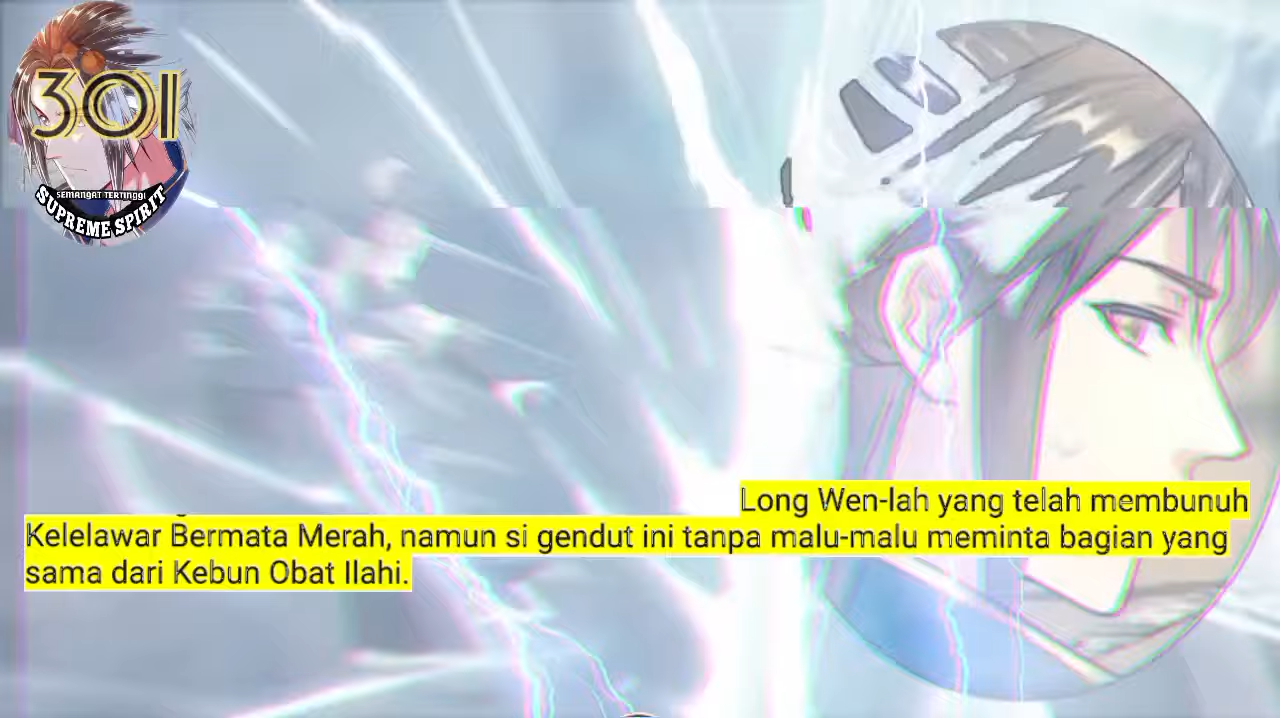 301
SEMANGAT TERTINGGI
SUPREME SPIRIT
Long Wen-lah yang telah membunuh
Kelelawar Bermata Merah, namun si gendut ini tanpa malu-malu meminta bagian yang
sama dari Kebun Obat Ilahi.